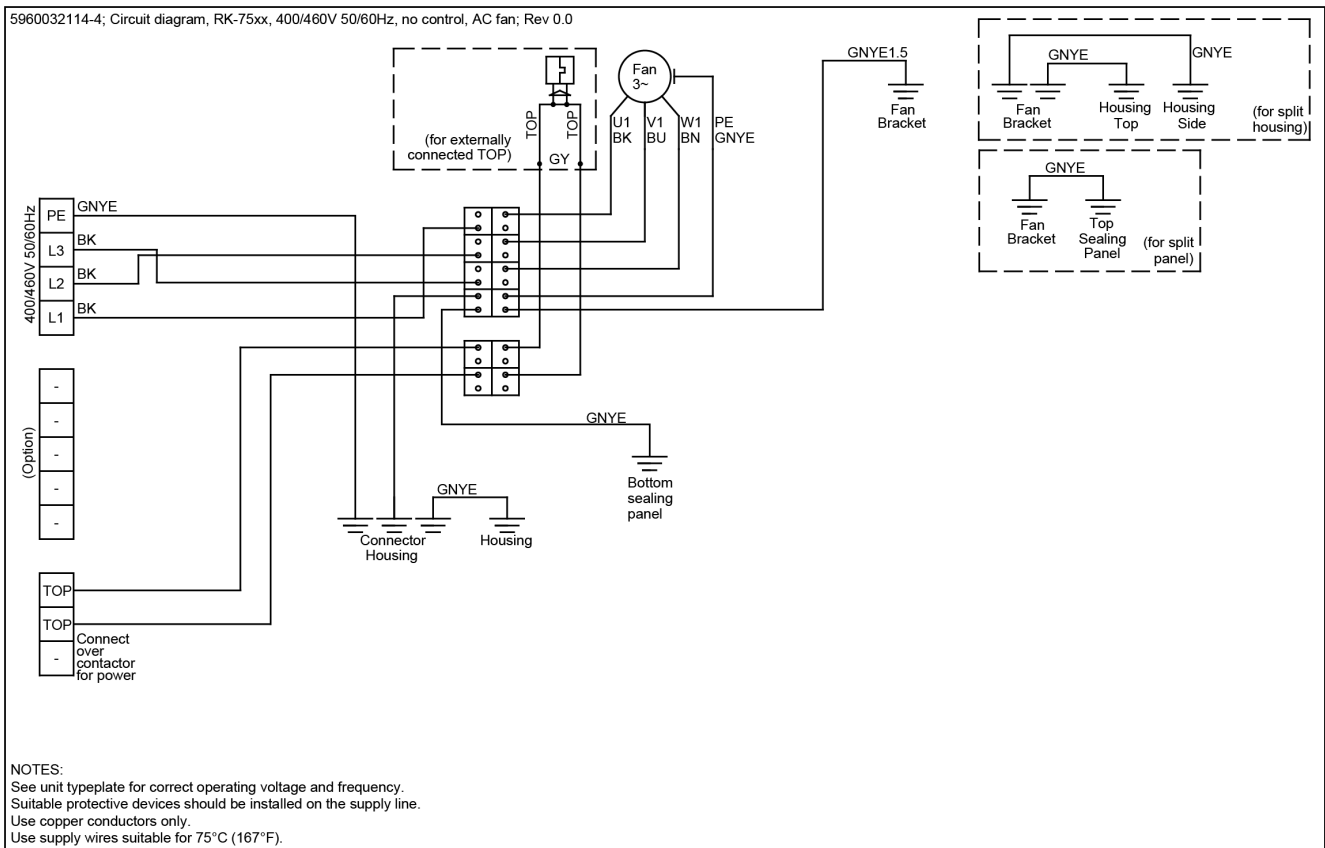 5960032114-4; Circuit diagram, RK-75xx, 400/460V 50/60Hz, no control, AC fan; Rev 0.0
(for externally
connected TOP)
TOP
TOP
GY
Fan
3~
U1
BK
V1
BU
W1
BN
PE
GNYE
GNYE1.5
Fan
Bracket
GNYE
GNYE
Fan
Bracket
Housing
Top
Housing
Side
(for split
housing)
GNYE
Fan
Bracket
Top
Sealing
Panel
(for split
panel)
400/460V 50/60Hz
PE
GNYE
L3
BK
L2
BK
L1
BK
(Option)
-
-
-
-
-
GNYE
Bottom
sealing
panel
GNYE
Connector
Housing
Housing
TOP
TOP
-
Connect
over
contactor
for power
NOTES:
See unit typeplate for correct operating voltage and frequency.
Suitable protective devices should be installed on the supply line.
Use copper conductors only.
Use supply wires suitable for 75°C (167°F).